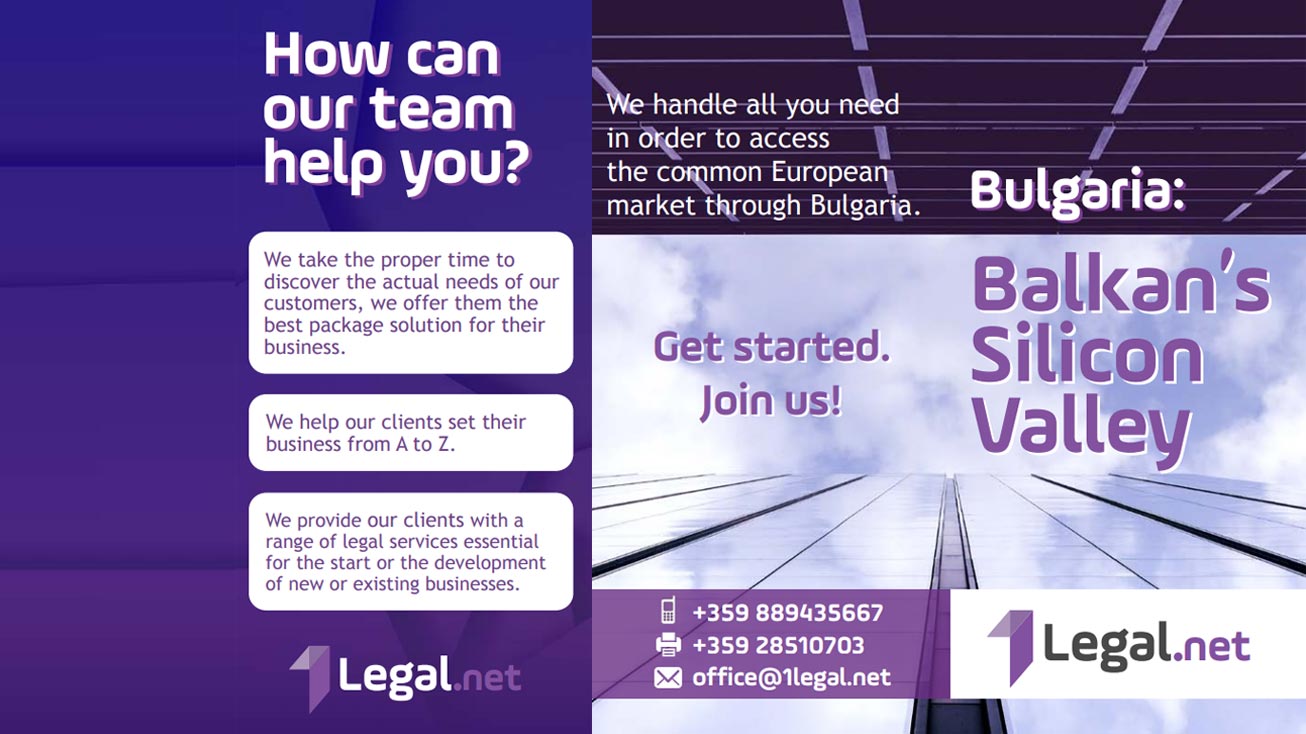 How can
our team
help you?
We take the proper time to
discover the actual needs of our
customers, we offer them the
best package solution for their
business.
We help our clients set their
business from A to Z.
We provide our clients with a
range of legal services essential
for the start or the development
of new or existing businesses.
1Legal.net
We handle all you need
in order to access
the common European
market through Bulgaria.
Get started.
Join us!
+359 889435667
+359 28510703
office@1legal.net
Bulgaria:
Balkan's
Silicon
Valley
1Legal.net